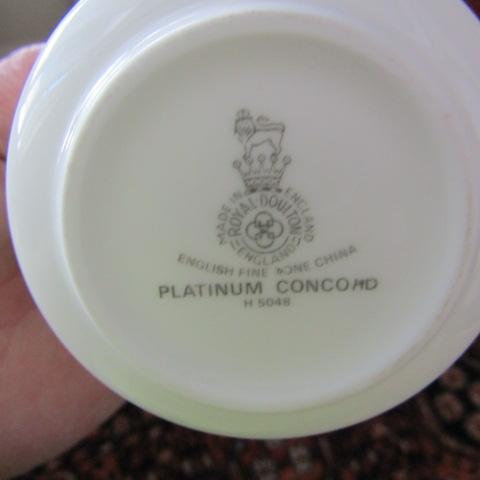 MADE IN ENGLAND
ROYAL DOULTON
ENGLAND
ENGLISH FINE BONE CHINA
PLATINUM CONCORD
H 5048